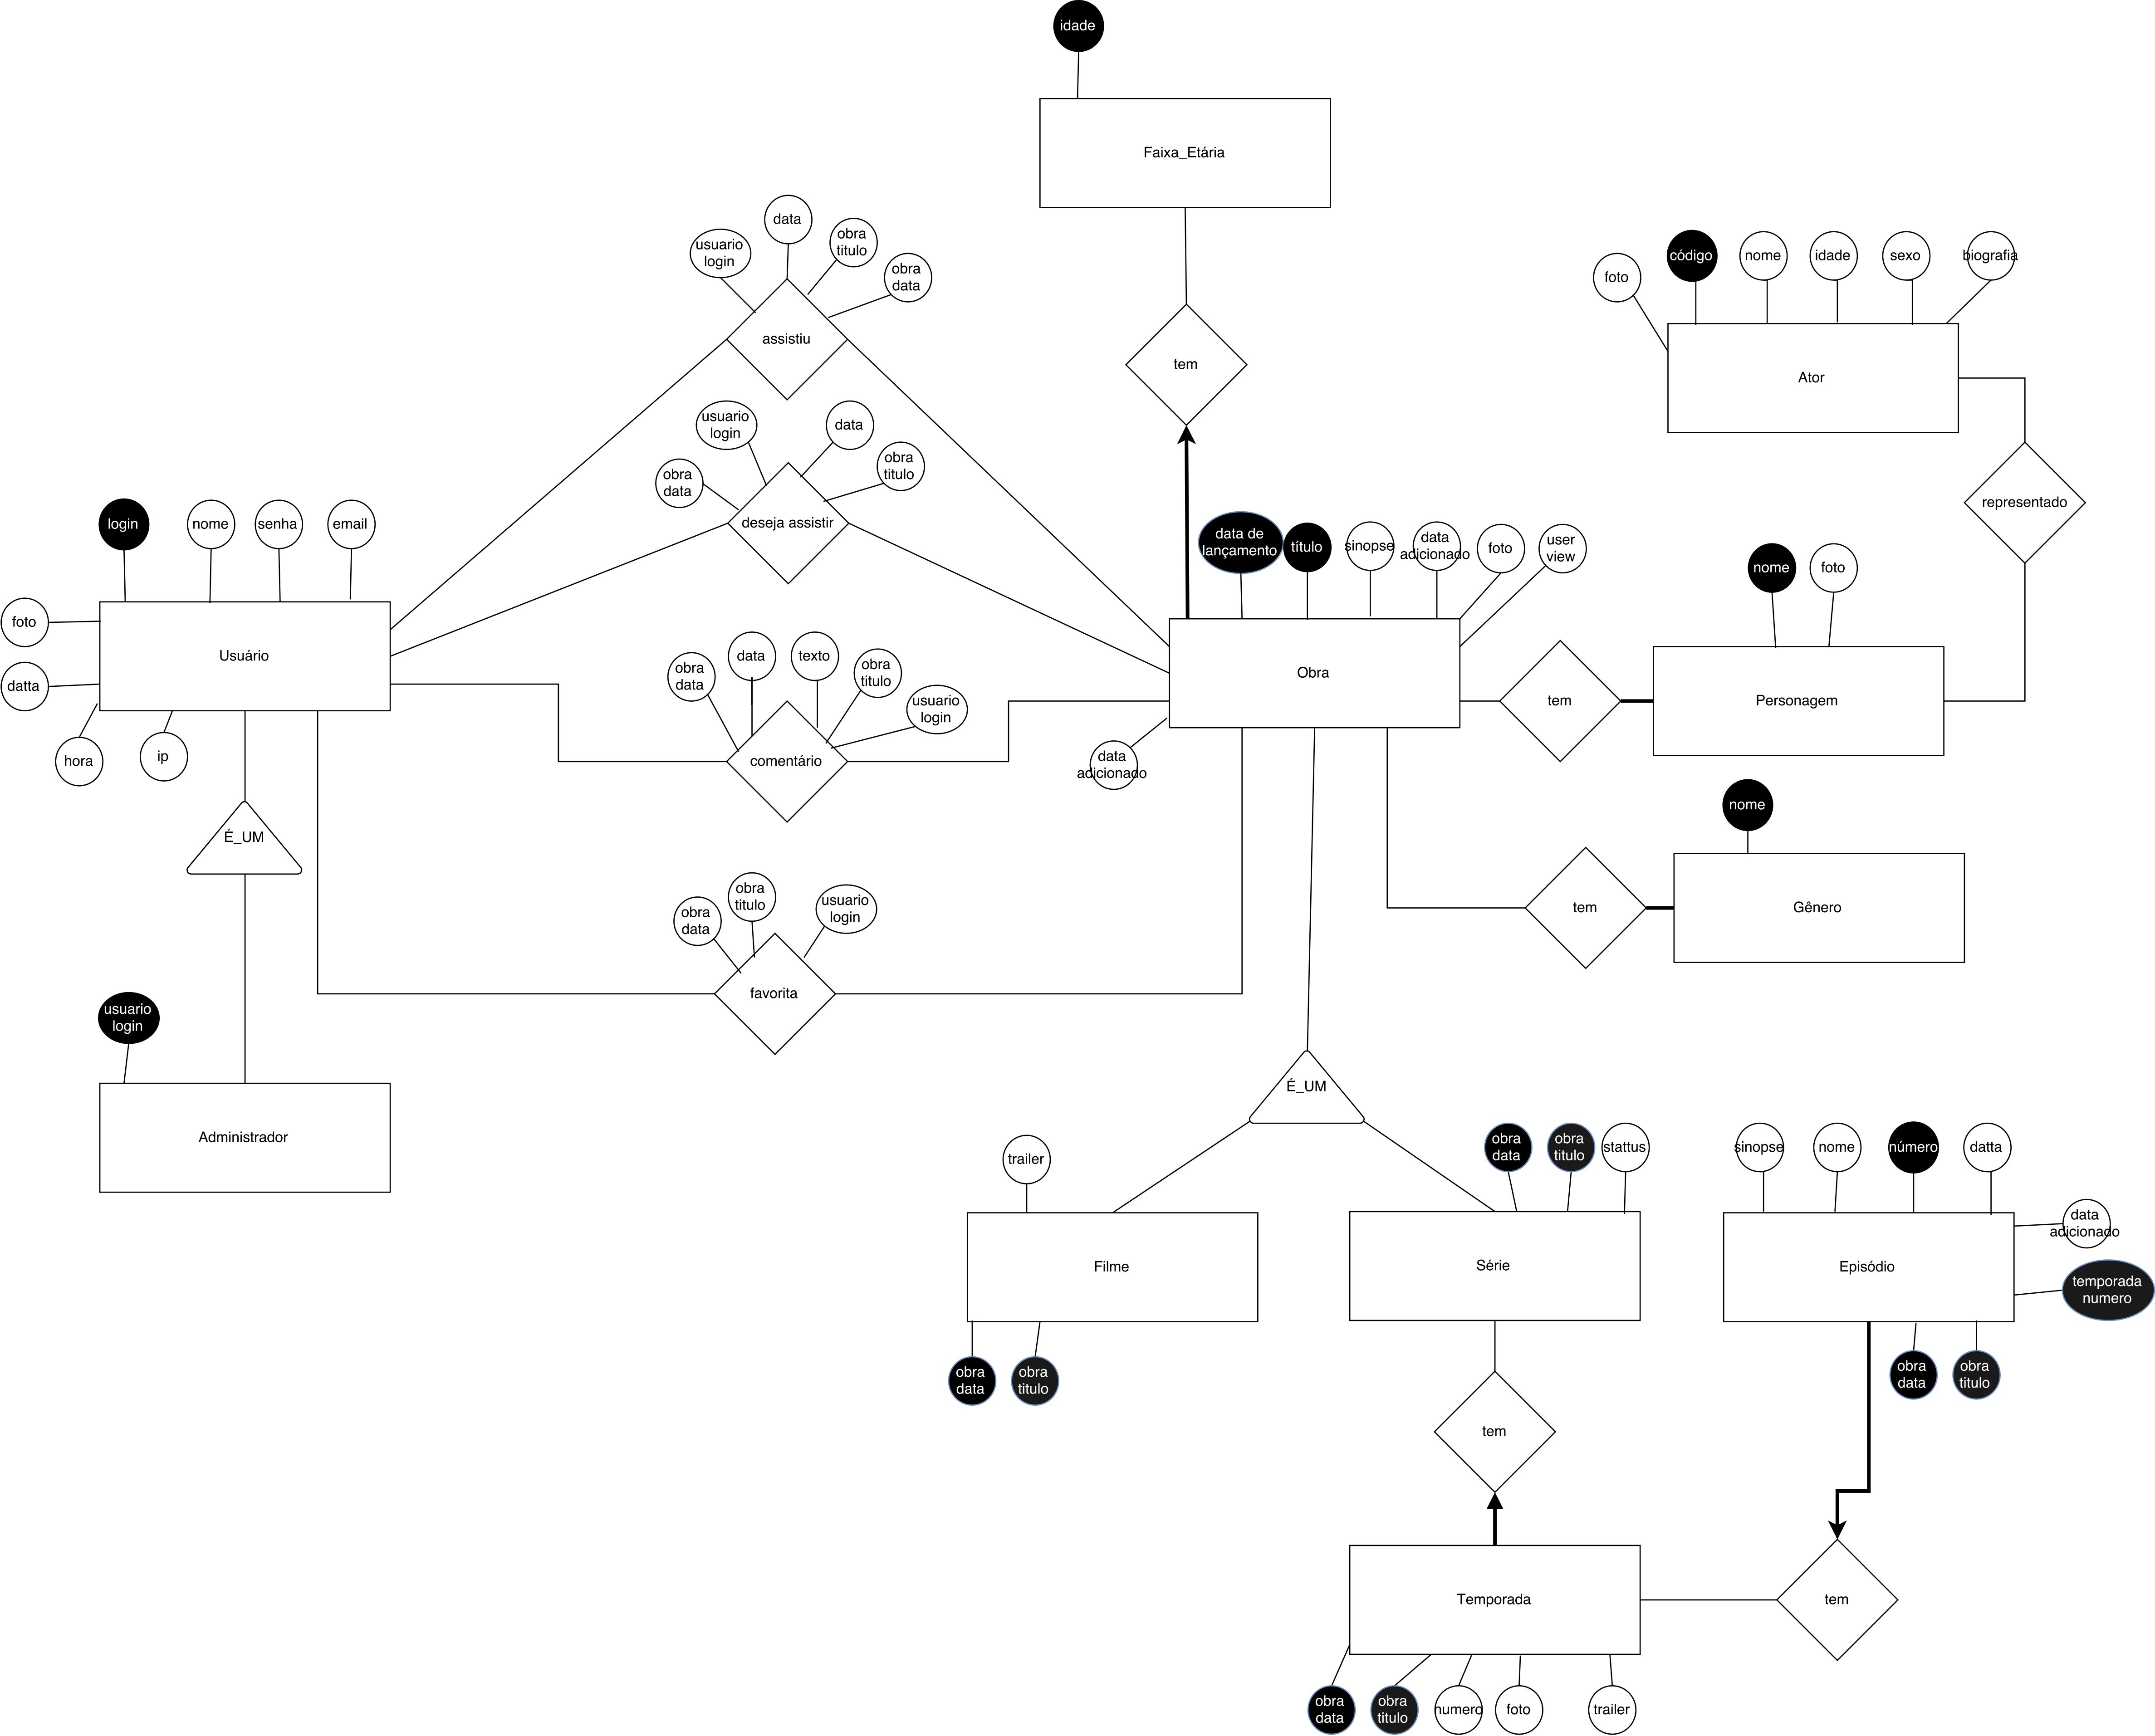 idade
Faixa_Etária
tem
data
usuario
login
obra
titulo
obra
data
assistiu
usuario
login
data
obra
data
obra
titulo
deseja assistir
foto
código
nome
idade
sexo
biografia
Ator
representado
login
nome
senha
email
foto
datta
hora
ip
Usuário
É_UM
usuario
login
Administrador
obra
data
data
texto
obra
titulo
usuario
login
comentário
obra
data
obra
titulo
usuario
login
favorita
data de
lançamento
título
sinopse
data
adicionado
foto
user
view
Obra
data
adicionado
tem
nome
foto
Personagem
nome
tem
Gênero
É_UM
trailer
Filme
obra
data
obra
titulo
obra
data
obra
titulo
stattus
Série
sinopse
nome
número
datta
data
adicionado
temporada
numero
Episódio
obra
data
obra
titulo
tem
Temporada
tem
obra
data
obra
titulo
numero
foto
trailer